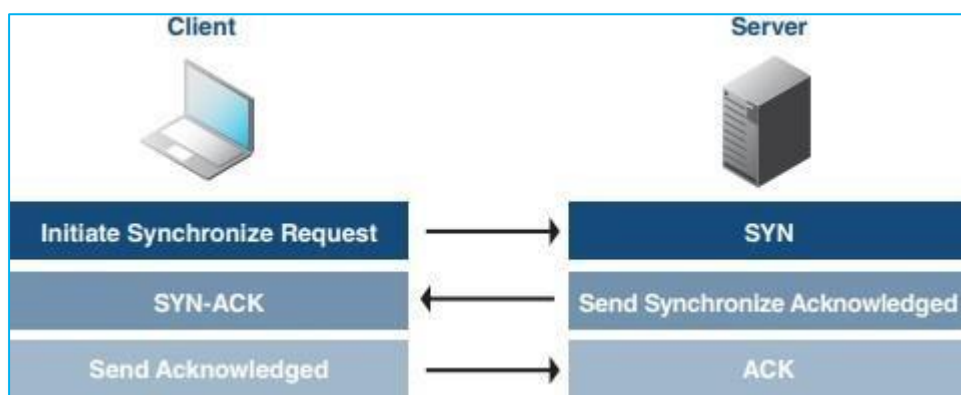 Client
Server
Initiate Synchronize Request
SYN
SYN-ACK
Send Synchronize Acknowledged
Send Acknowledged
ACK